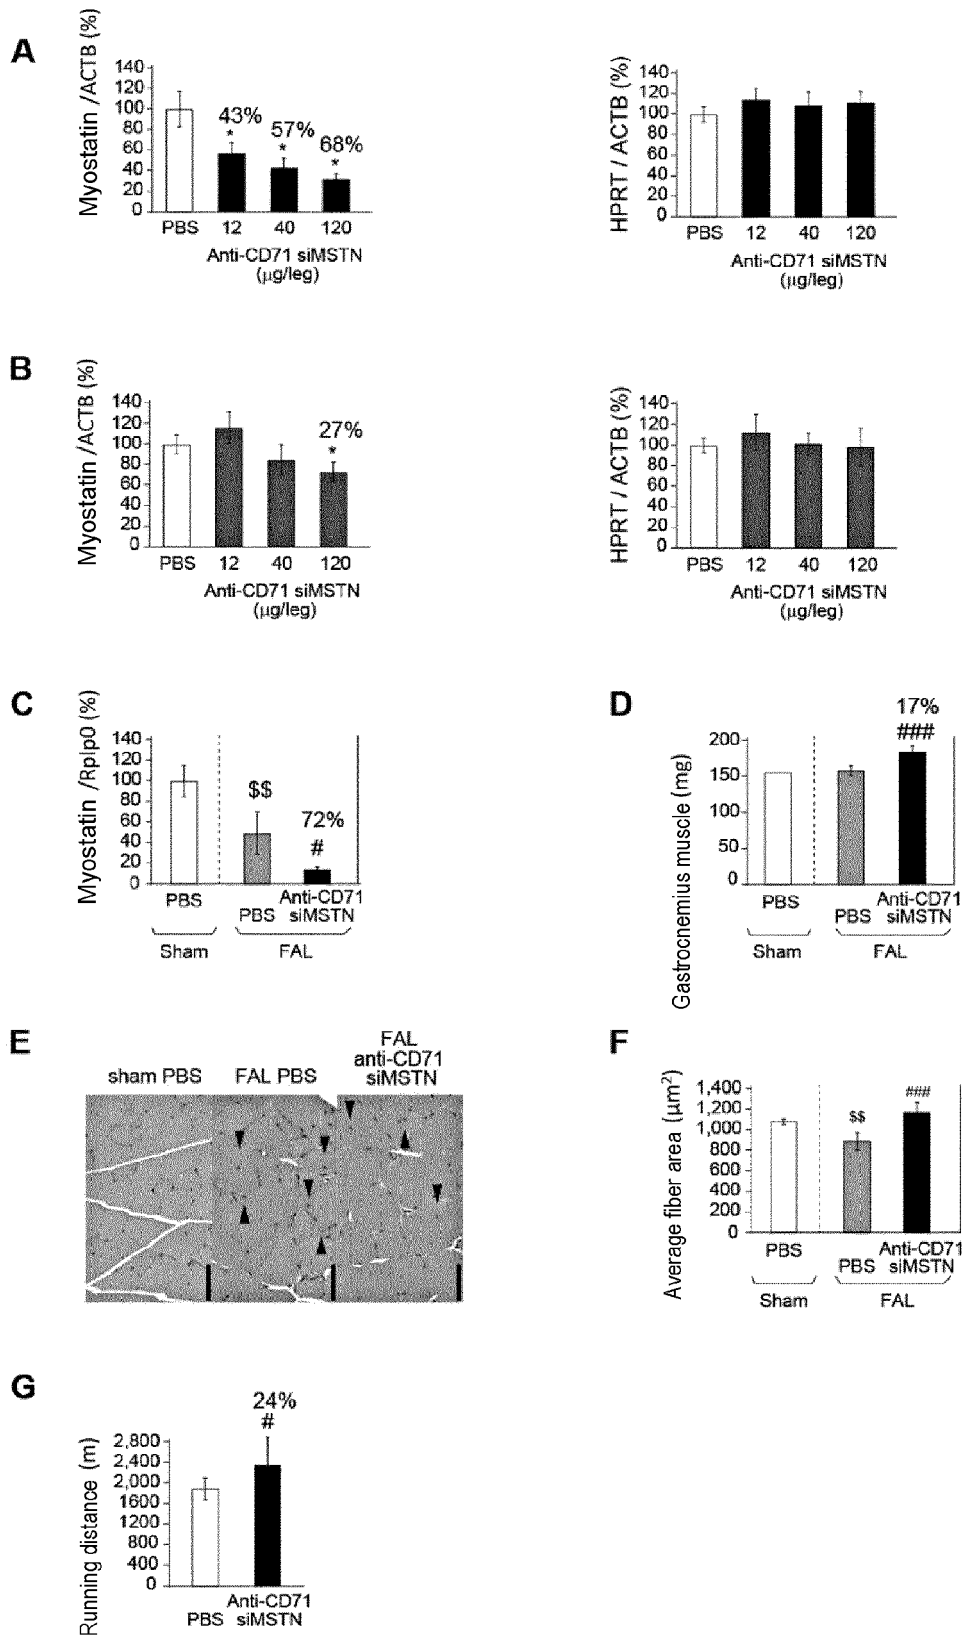 A
Myostatin /ACTB (%)
140
120
100
80
60
40
20
0
43%
*
57%
*
68%
*
PBS 12 40 120
Anti-CD71 siMSTN
(µg/leg)
HPRT / ACTB (%)
140
120
100
80
60
40
20
0
PBS 12 40 120
Anti-CD71 siMSTN
(µg/leg)
B
Myostatin /ACTB (%)
140
120
100
80
60
40
20
0
27%
*
PBS 12 40 120
Anti-CD71 siMSTN
(µg/leg)
HPRT / ACTB (%)
140
120
100
80
60
40
20
0
PBS 12 40 120
Anti-CD71 siMSTN
(µg/leg)
C
Myostatin /Rplp0 (%)
140
120
100
80
60
40
20
0
$$
72%
#
PBS
PBS
Anti-CD71
siMSTN
Sham
FAL
D
Gastrocnemius muscle (mg)
200
150
100
50
0
17%
###
PBS
PBS
Anti-CD71
siMSTN
Sham
FAL
E
sham PBS
FAL PBS
FAL
anti-CD71
siMSTN
F
Average fiber area (µm²)
1,400
1,200
1,000
800
600
400
200
0
$$
###
PBS
PBS
Anti-CD71
siMSTN
Sham
FAL
G
Running distance (m)
2,800
2,400
2,000
1600
1200
800
400
0
24%
#
PBS
Anti-CD71
siMSTN